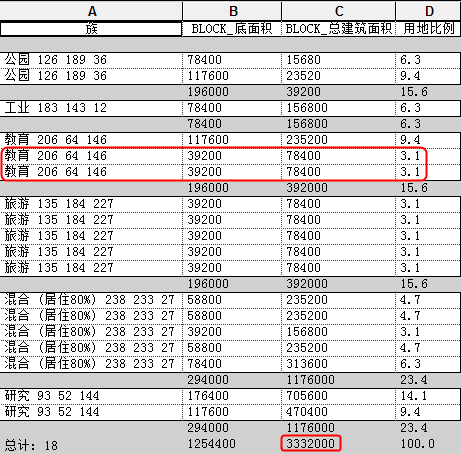 A B C D
族 BLOCK_底面积 BLOCK_总建筑面积 用地比例
公园 126 189 36 78400 15680 6.3
公园 126 189 36 117600 23520 9.4
196000 39200 15.6
工业 183 143 12 78400 156800 6.3
78400 156800 6.3
教育 206 64 146 117600 235200 9.4
教育 206 64 146 39200 78400 3.1
教育 206 64 146 39200 78400 3.1
196000 392000 15.6
旅游 135 184 227 39200 78400 3.1
旅游 135 184 227 39200 78400 3.1
旅游 135 184 227 39200 78400 3.1
旅游 135 184 227 39200 78400 3.1
旅游 135 184 227 39200 78400 3.1
196000 392000 15.6
混合 (居住80%) 238 233 27 58800 235200 4.7
混合 (居住80%) 238 233 27 58800 235200 4.7
混合 (居住80%) 238 233 27 39200 156800 3.1
混合 (居住80%) 238 233 27 58800 235200 4.7
混合 (居住80%) 238 233 27 78400 313600 6.3
294000 1176000 23.4
研究 93 52 144 176400 705600 14.1
研究 93 52 144 117600 470400 9.4
294000 1176000 23.4
总计: 18 1254400 3332000 100.0